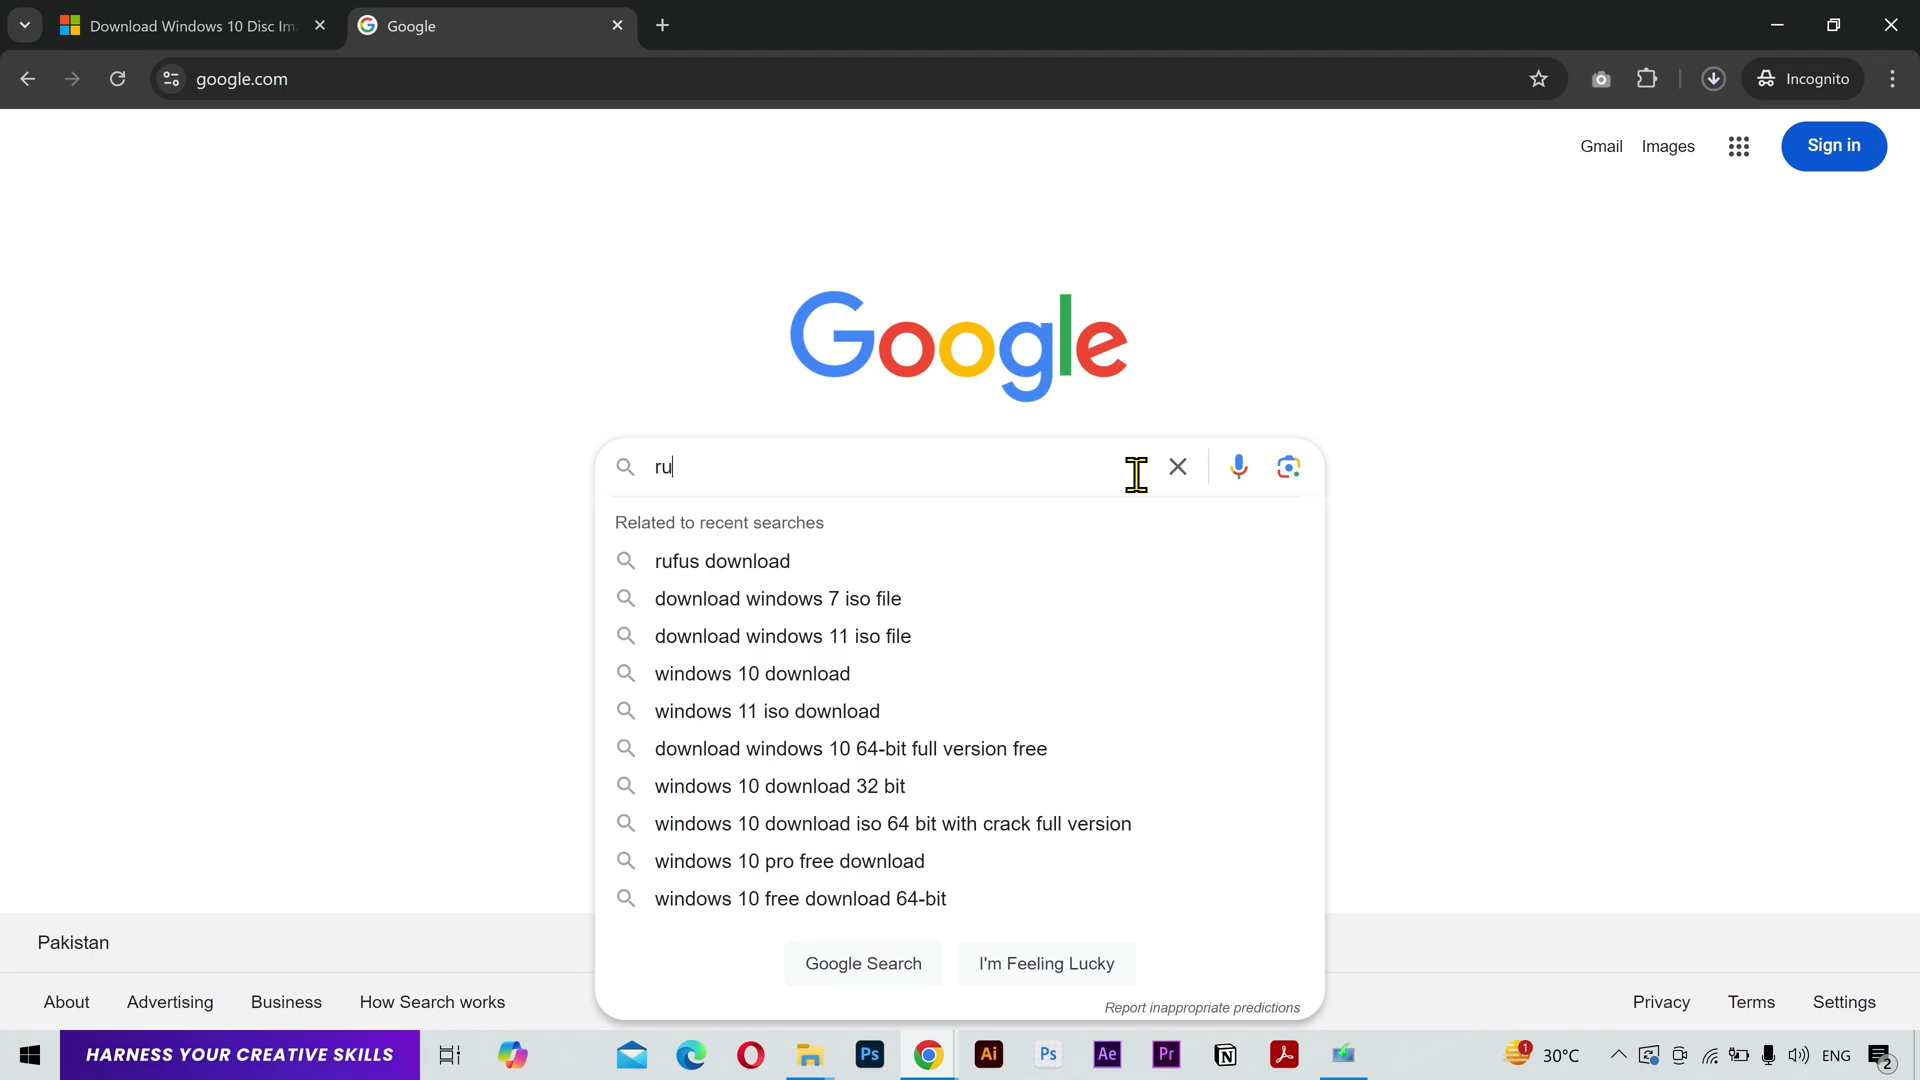 Download Windows 10 Disc Im
Google
google.com
Incognito
Gmail
Images
Sign in
Google
ru
Related to recent searches
rufus download
download windows 7 iso file
download windows 11 iso file
windows 10 download
windows 11 iso download
download windows 10 64-bit full version free
windows 10 download 32 bit
windows 10 download iso 64 bit with crack full version
windows 10 pro free download
windows 10 free download 64-bit
Google Search
I'm Feeling Lucky
Report inappropriate predictions
Pakistan
About
Advertising
Business
How Search works
Privacy
Terms
Settings
HARNESS YOUR CREATIVE SKILLS
Ps
Ai
Ps
Ae
Pr
N
1
30°C
ENG
2